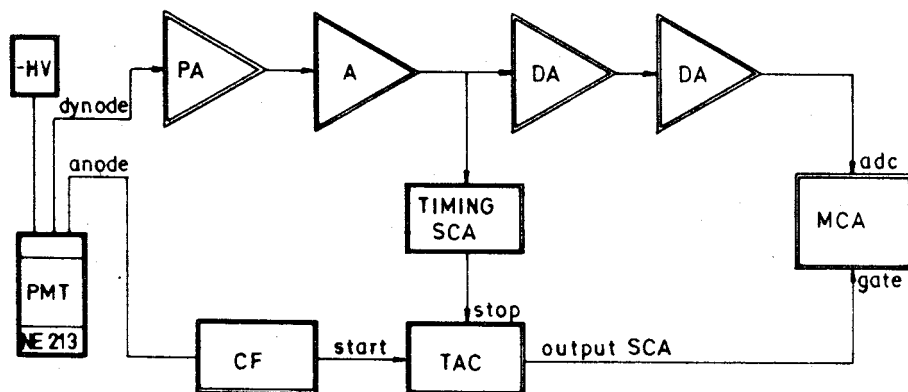 -HV
PA
A
DA
DA
dynode
anode
adc
TIMING
SCA
MCA
PMT
gate
stop
NE 213
CF
start
TAC
output SCA